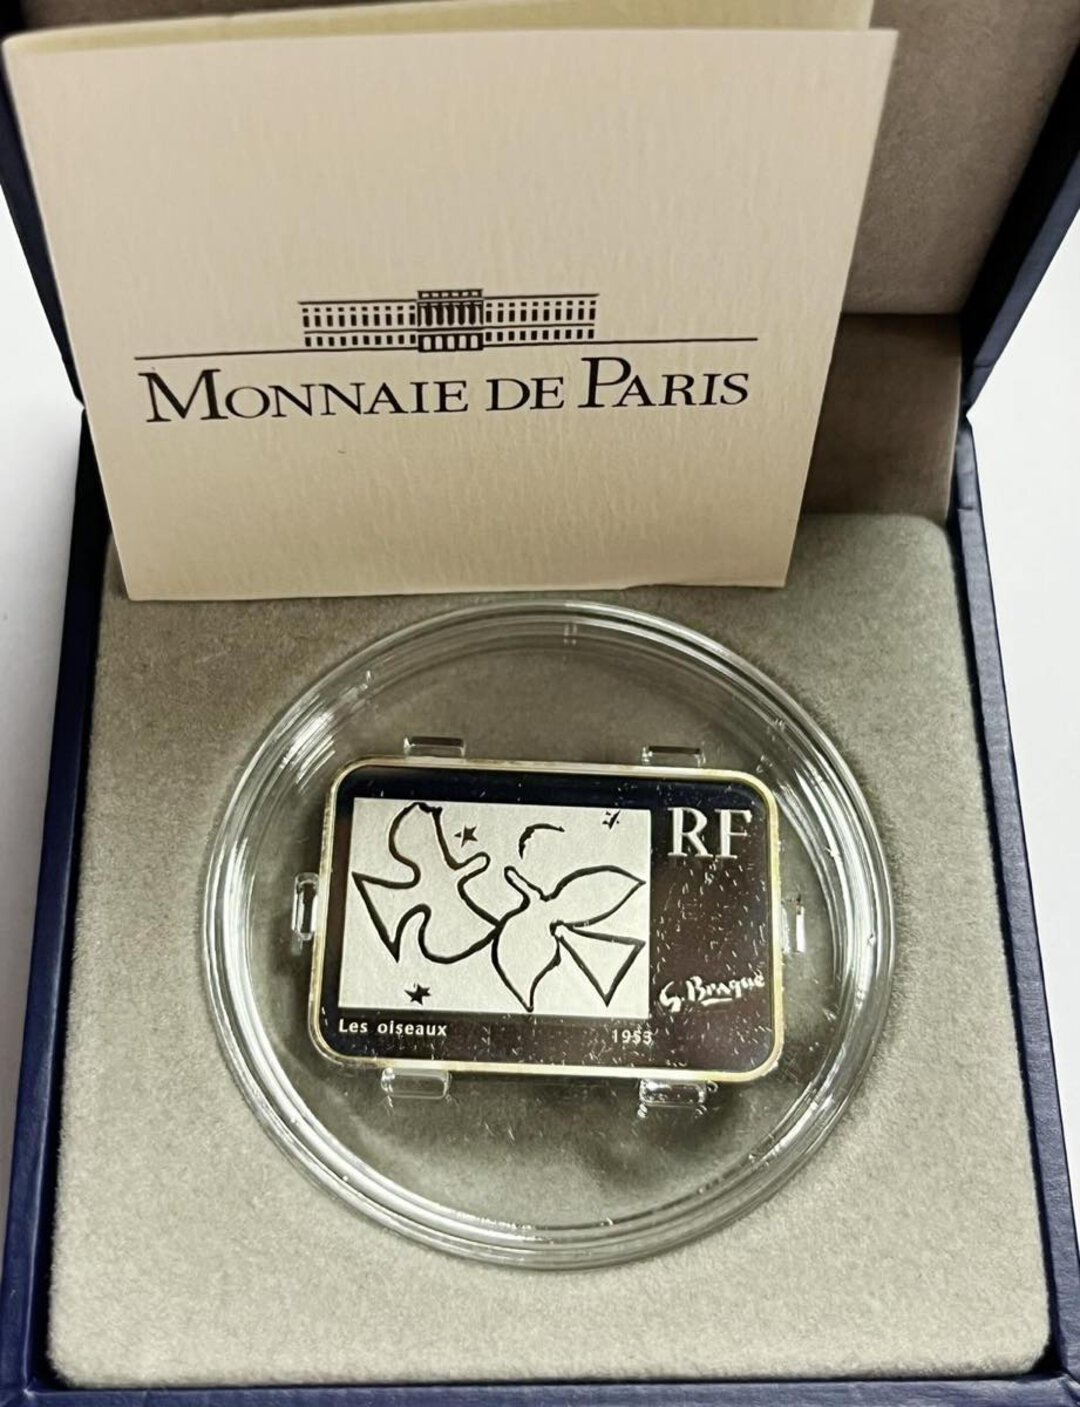 MONNAIE DE PARIS
RF
G. Braque
Les oiseaux
1953